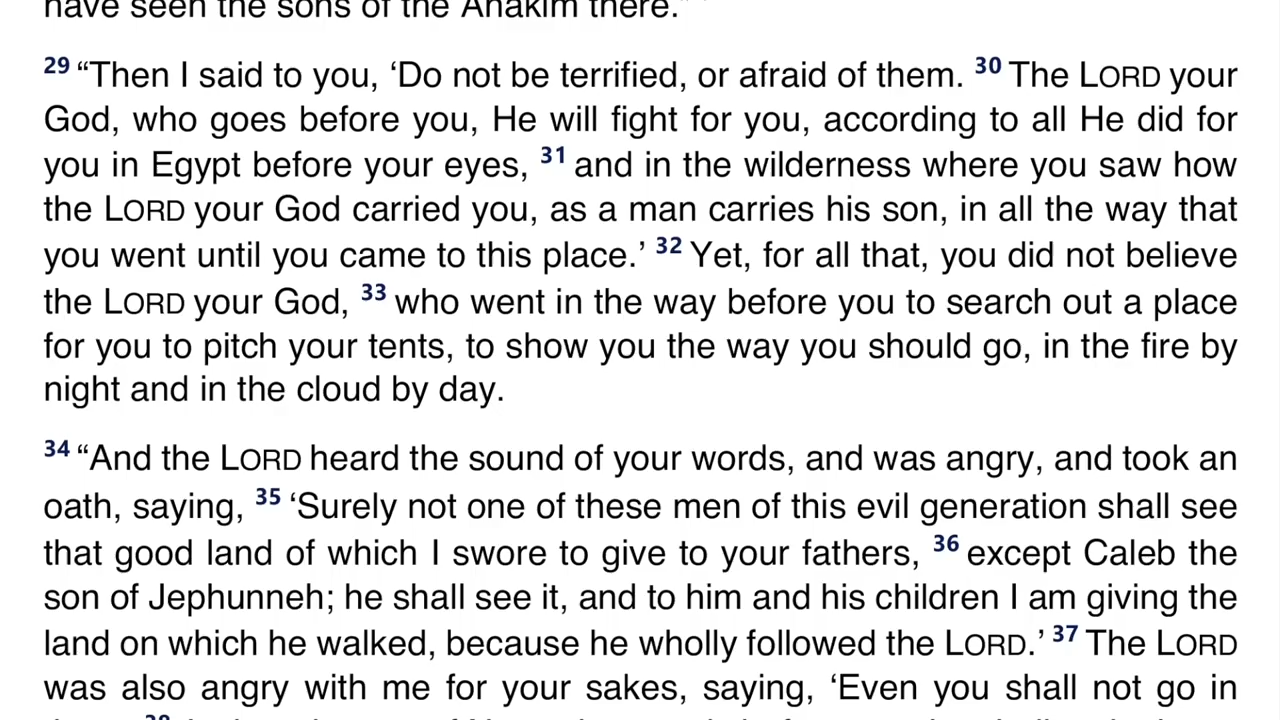 have seen the sons of the Anakim there."
29 “Then I said to you, ‘Do not be terrified, or afraid of them. 30 The LORD your
God, who goes before you, He will fight for you, according to all He did for
you in Egypt before your eyes, 31 and in the wilderness where you saw how
the LORD your God carried you, as a man carries his son, in all the way that
you went until you came to this place.’ 32 Yet, for all that, you did not believe
the LORD your God, 33 who went in the way before you to search out a place
for you to pitch your tents, to show you the way you should go, in the fire by
night and in the cloud by day.
34 “And the LORD heard the sound of your words, and was angry, and took an
oath, saying, 35 ‘Surely not one of these men of this evil generation shall see
that good land of which I swore to give to your fathers, 36 except Caleb the
son of Jephunneh; he shall see it, and to him and his children I am giving the
land on which he walked, because he wholly followed the LORD.’ 37 The LORD
was also angry with me for your sakes, saying, ‘Even you shall not go in